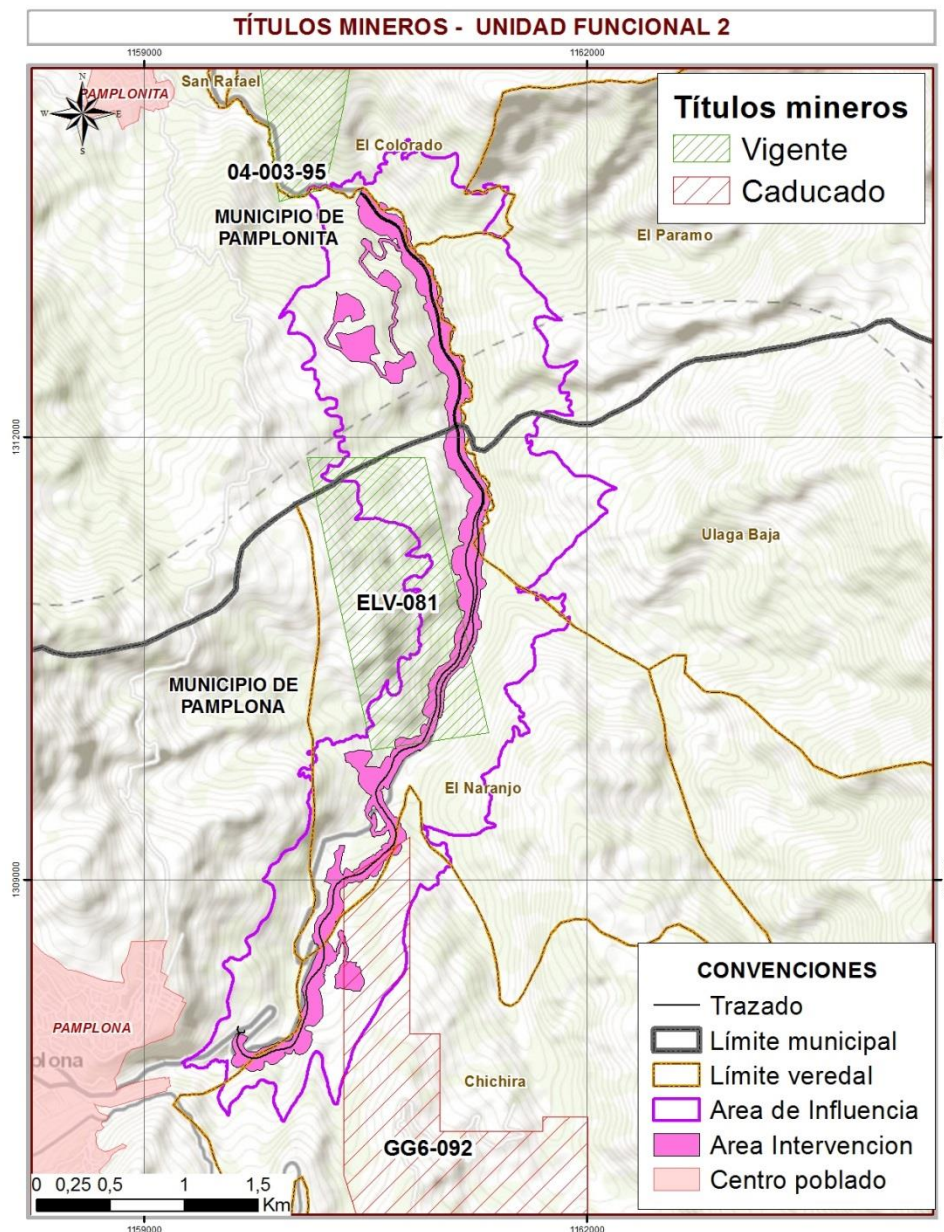 TÍTULOS MINEROS - UNIDAD FUNCIONAL 2
1159000
1162000
San Rafael
PAMPLONITA
N
W
E
S
Títulos mineros
Vigente
Caducado
El Colorado
04-003-95
MUNICIPIO DE
PAMPLONITA
El Paramo
1312000
1312000
Ulaga Baja
ELV-081
MUNICIPIO DE
PAMPLONA
El Naranjo
1309000
1309000
CONVENCIONES
Trazado
Límite municipal
Límite veredal
Area de Influencia
Area Intervencion
Centro poblado
PAMPLONA
Chichira
GG6-092
0 0,25 0,5 1 1,5
Km
1159000
1162000